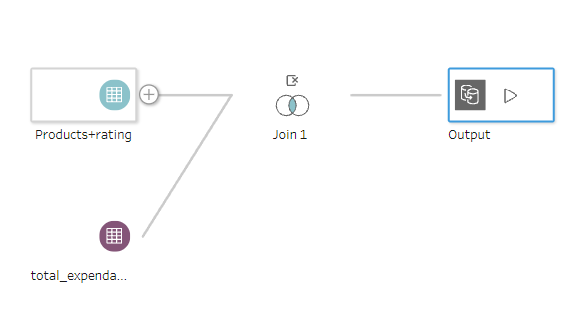 Products+rating
Join 1
Output
total_expenda...